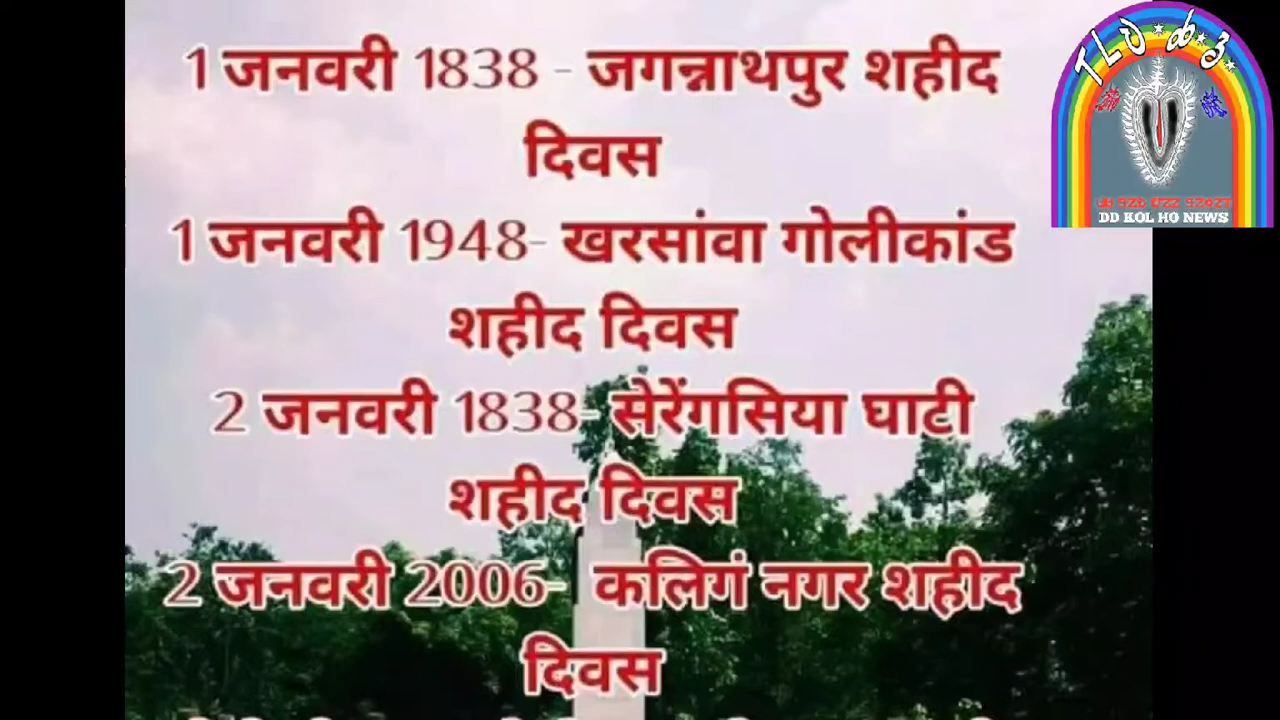 1 जनवरी 1838 - जगन्नाथपुर शहीद
दिवस
1 जनवरी 1948- खरसांवा गोलीकांड
शहीद दिवस
2 जनवरी 1838- सेरेंगसिया घाटी
शहीद दिवस
2 जनवरी 2006- कलिगं नगर शहीद
दिवस
DD KOL HO NEWS